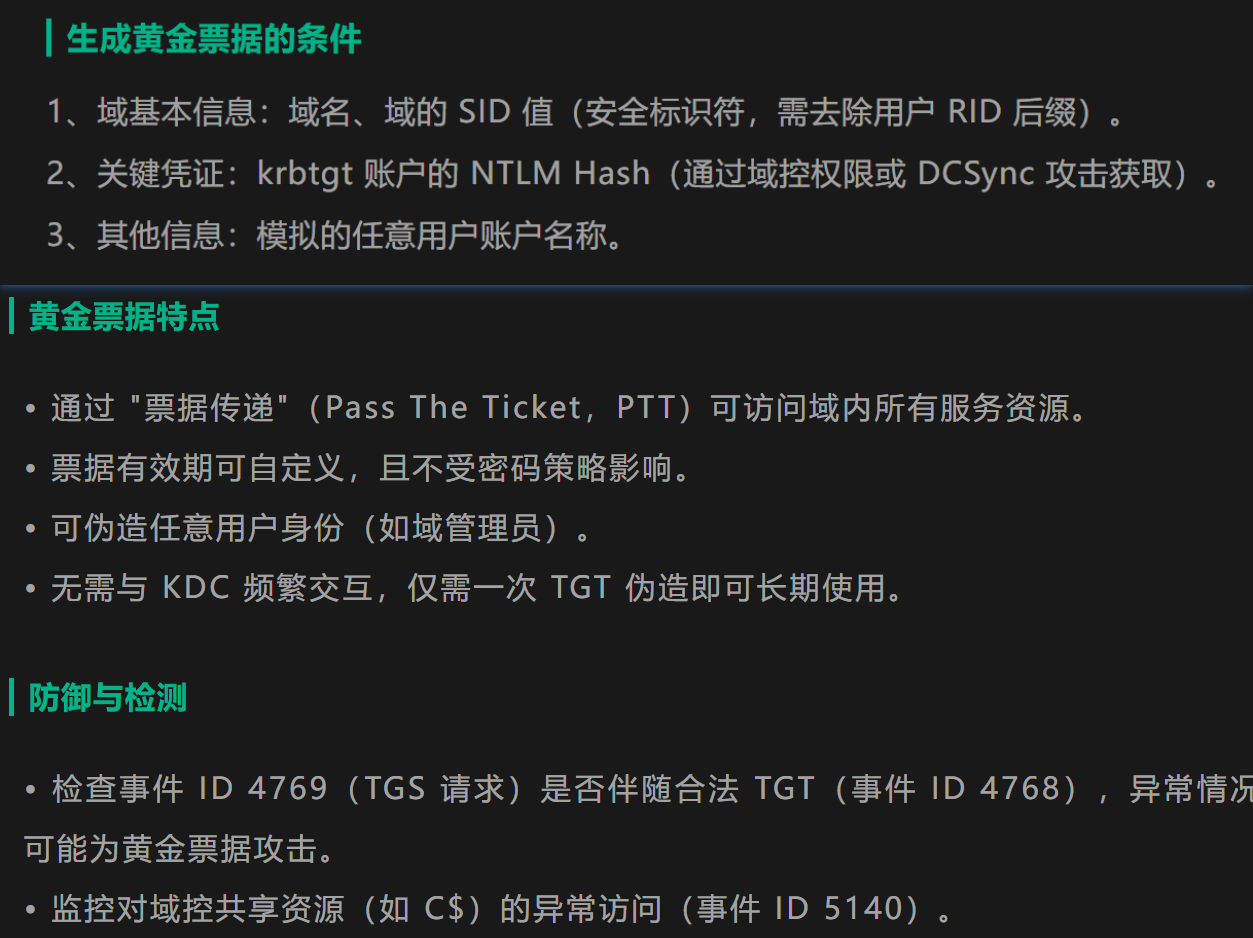 生成黄金票据的条件
1、域基本信息：域名、域的 SID 值（安全标识符，需去除用户 RID 后缀）。
2、关键凭证：krbtgt 账户的 NTLM Hash（通过域控权限或 DCSync 攻击获取）。
3、其他信息：模拟的任意用户账户名称。
黄金票据特点
• 通过 "票据传递"（Pass The Ticket，PTT）可访问域内所有服务资源。
• 票据有效期可自定义，且不受密码策略影响。
• 可伪造任意用户身份（如域管理员）。
• 无需与 KDC 频繁交互，仅需一次 TGT 伪造即可长期使用。
防御与检测
• 检查事件 ID 4769（TGS 请求）是否伴随合法 TGT（事件 ID 4768），异常情况
可能为黄金票据攻击。
• 监控对域控共享资源（如 C$）的异常访问（事件 ID 5140）。